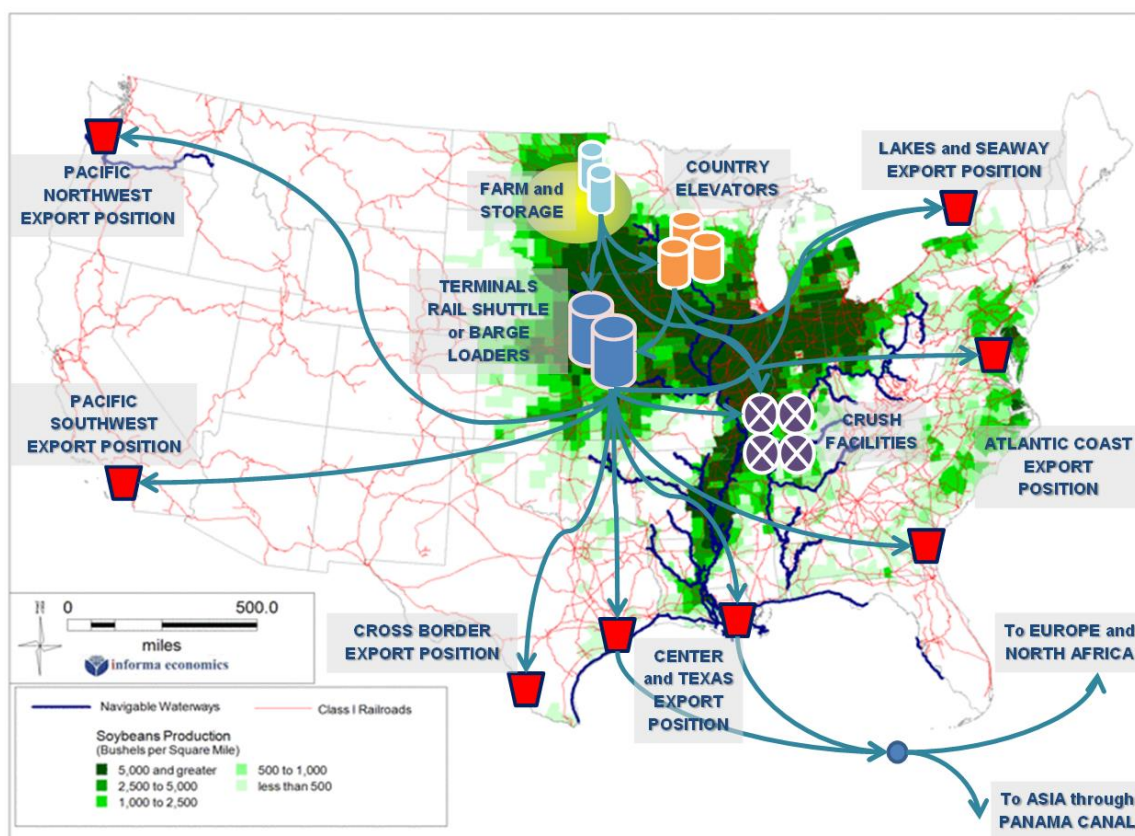 PACIFIC
NORTHWEST
EXPORT POSITION
FARM and
STORAGE
COUNTRY
ELEVATORS
LAKES and SEAWAY
EXPORT POSITION
TERMINALS
RAIL SHUTTLE
or BARGE
LOADERS
PACIFIC
SOUTHWEST
EXPORT POSITION
CRUSH
FACILITIES
ATLANTIC COAST
EXPORT
POSITION
CROSS BORDER
EXPORT POSITION
CENTER
and TEXAS
EXPORT
POSITION
To EUROPE and
NORTH AFRICA
To ASIA through
PANAMA CANAL
0 500.0
miles
informa economics
Navigable Waterways Class I Railroads
Soybeans Production
(Bushels per Square Mile)
5,000 and greater 500 to 1,000
2,500 to 5,000 less than 500
1,000 to 2,500